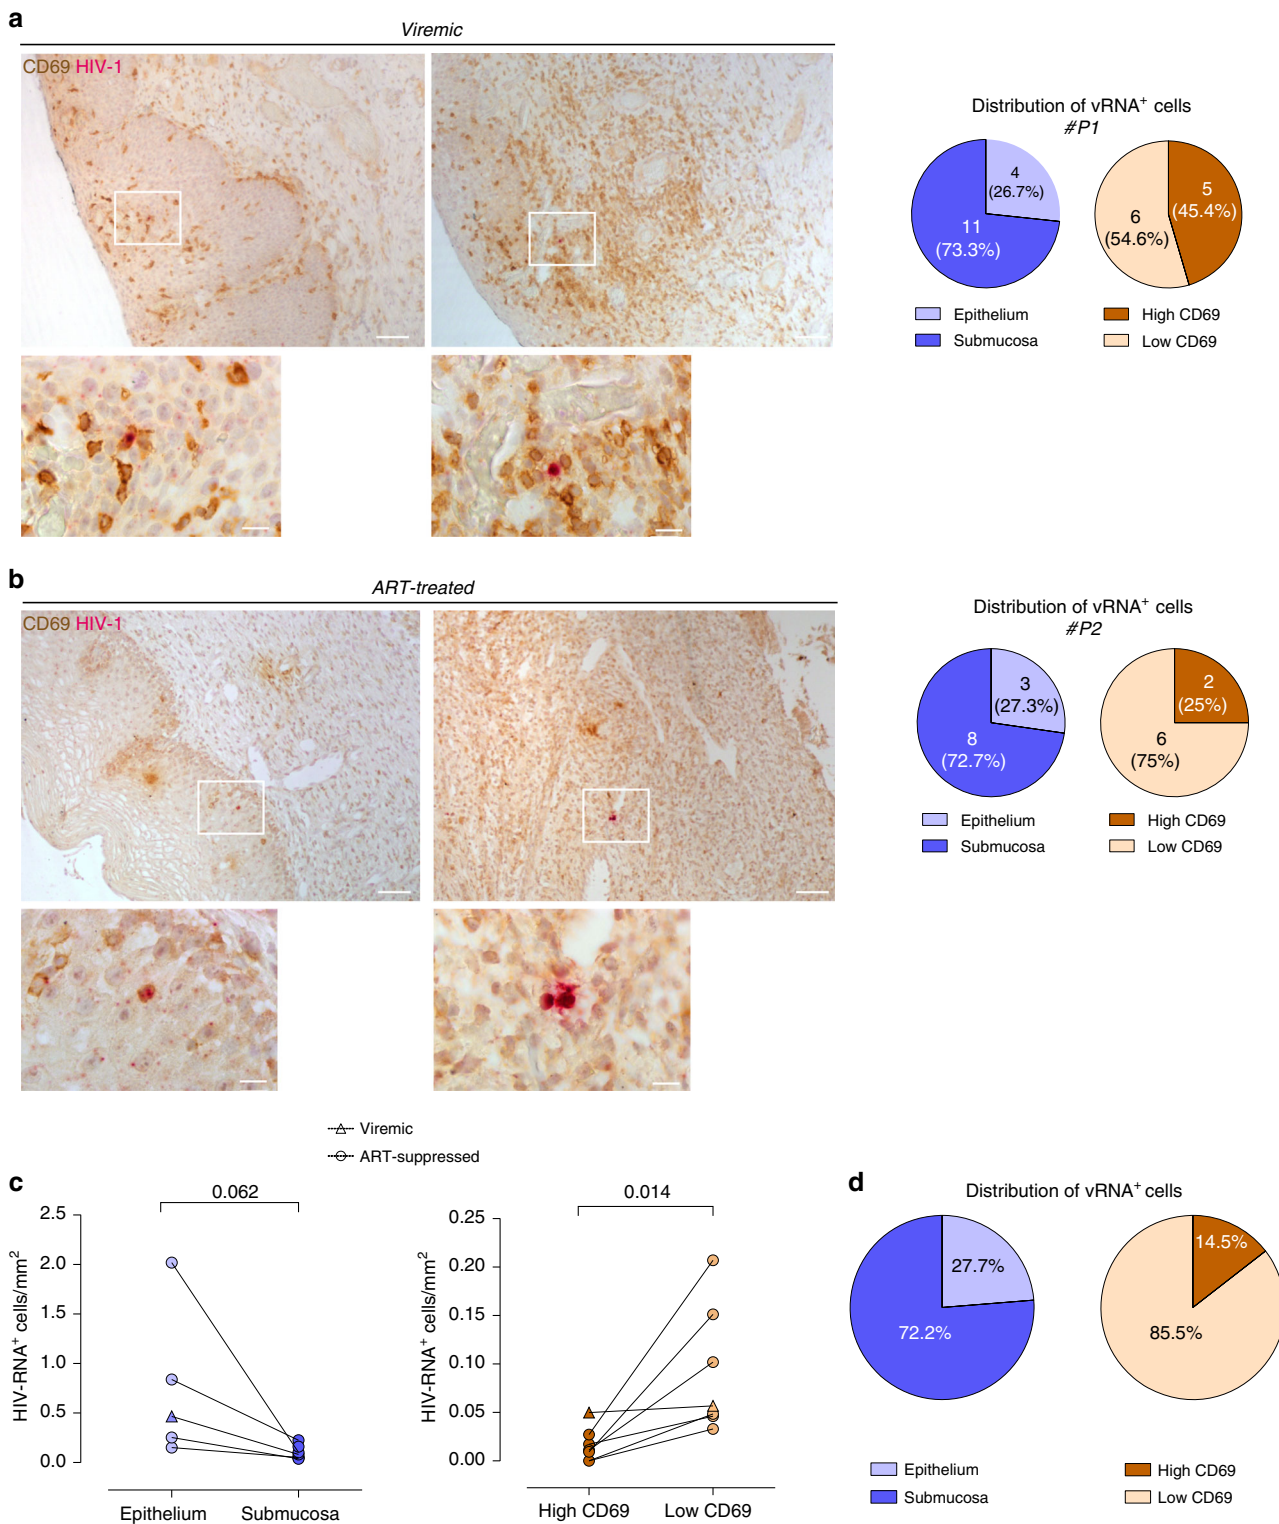 a
Viremic
CD69 HIV-1
Distribution of vRNA+ cells
#P1
4
(26.7%)
11
(73.3%)
5
(45.4%)
6
(54.6%)
Epithelium
Submucosa
High CD69
Low CD69
b
ART-treated
CD69 HIV-1
Distribution of vRNA+ cells
#P2
3
(27.3%)
8
(72.7%)
2
(25%)
6
(75%)
Epithelium
Submucosa
High CD69
Low CD69
Viremic
ART-suppressed
c
0.062
HIV-RNA+ cells/mm2
2.5
2.0
1.5
1.0
0.5
0.0
Epithelium
Submucosa
0.014
HIV-RNA+ cells/mm2
0.25
0.20
0.15
0.10
0.05
0.00
High CD69
Low CD69
d
Distribution of vRNA+ cells
27.7%
72.2%
14.5%
85.5%
Epithelium
Submucosa
High CD69
Low CD69